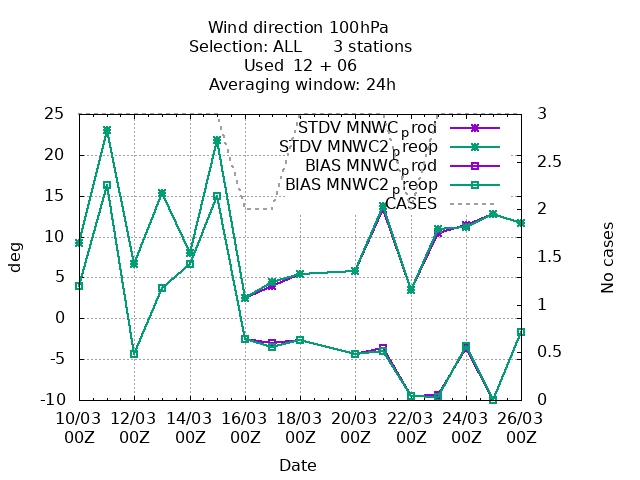 Wind direction 100hPa
Selection: ALL 3 stations
Used 12 + 06
Averaging window: 24h
25
20
15
10
5
0
-5
-10
deg
3
2.5
2
1.5
1
0.5
0
No cases
STDV MNWC_prod
STDV MNWC2_preop
BIAS MNWC_prod
BIAS MNWC2_preop
CASES
10/03 12/03 14/03 16/03 18/03 20/03 22/03 24/03 26/03
00Z 00Z 00Z 00Z 00Z 00Z 00Z 00Z 00Z
Date